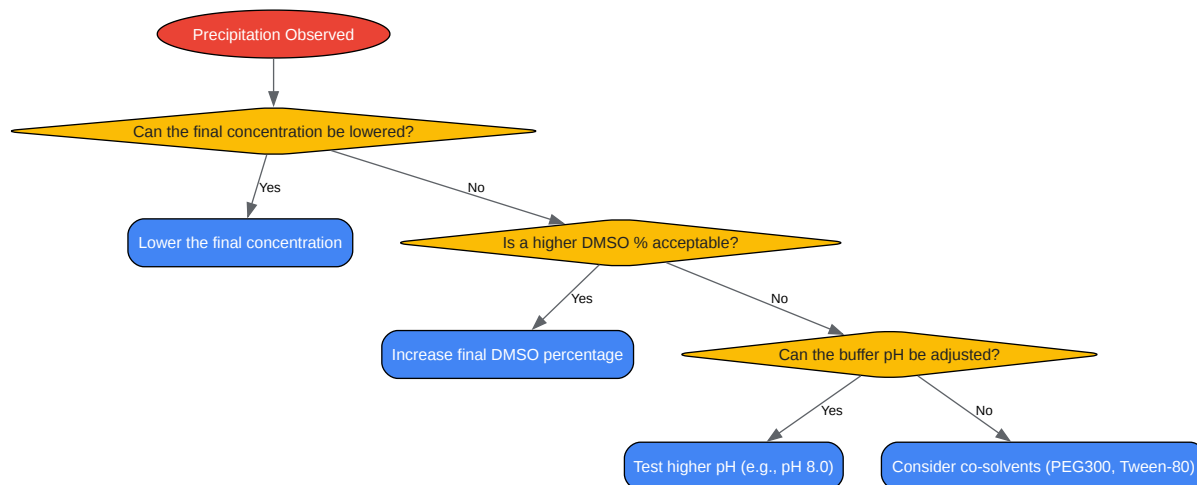 Precipitation Observed
Can the final concentration be lowered?
Yes
No
Lower the final concentration
Is a higher DMSO % acceptable?
Yes
No
Increase final DMSO percentage
Can the buffer pH be adjusted?
Yes
No
Test higher pH (e.g., pH 8.0)
Consider co-solvents (PEG300, Tween-80)